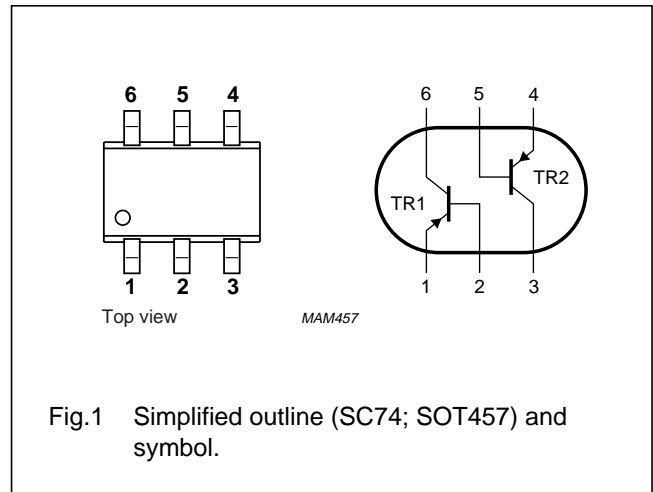 6 5 4
1 2 3
Top view
6 5 4
TR1
TR2
1 2 3
MAM457
Fig.1 Simplified outline (SC74; SOT457) and
symbol.